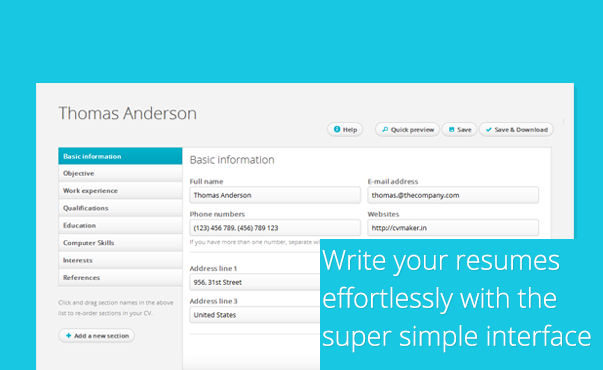 Thomas Anderson
Help
Quick preview
Save
Save & Download
Basic information
Objective
Work experience
Qualifications
Education
Computer Skills
Interests
References
Click and drag section names in the above
list to re-order sections in your CV.
Add a new section
Basic information
Full name
E-mail address
Thomas Anderson
thomas.@thecompany.com
Phone numbers
Websites
(123) 456 789, (456) 789 123
http://cvmaker.in
If you have more than one number, separate
Address line 1
956, 31st Street
Address line 3
United States
Write your resumes
effortlessly with the
super simple interface